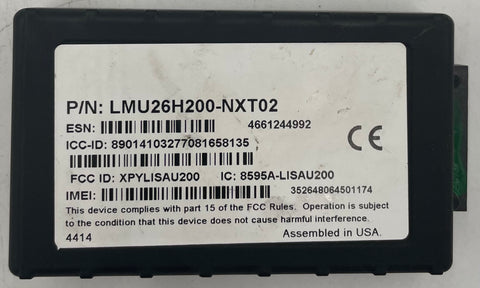 P/N: LMU26H200-NXT02
ESN: 4661244992
ICC-ID: 89014103277081658135
FCC ID: XPYLISAU200 IC: 8595A-LISAU200
IMEI: 352648064501174
This device complies with part 15 of the FCC Rules. Operation is subject
to the condition that this device does not cause harmful interference.
4414 Assembled in USA.
CE